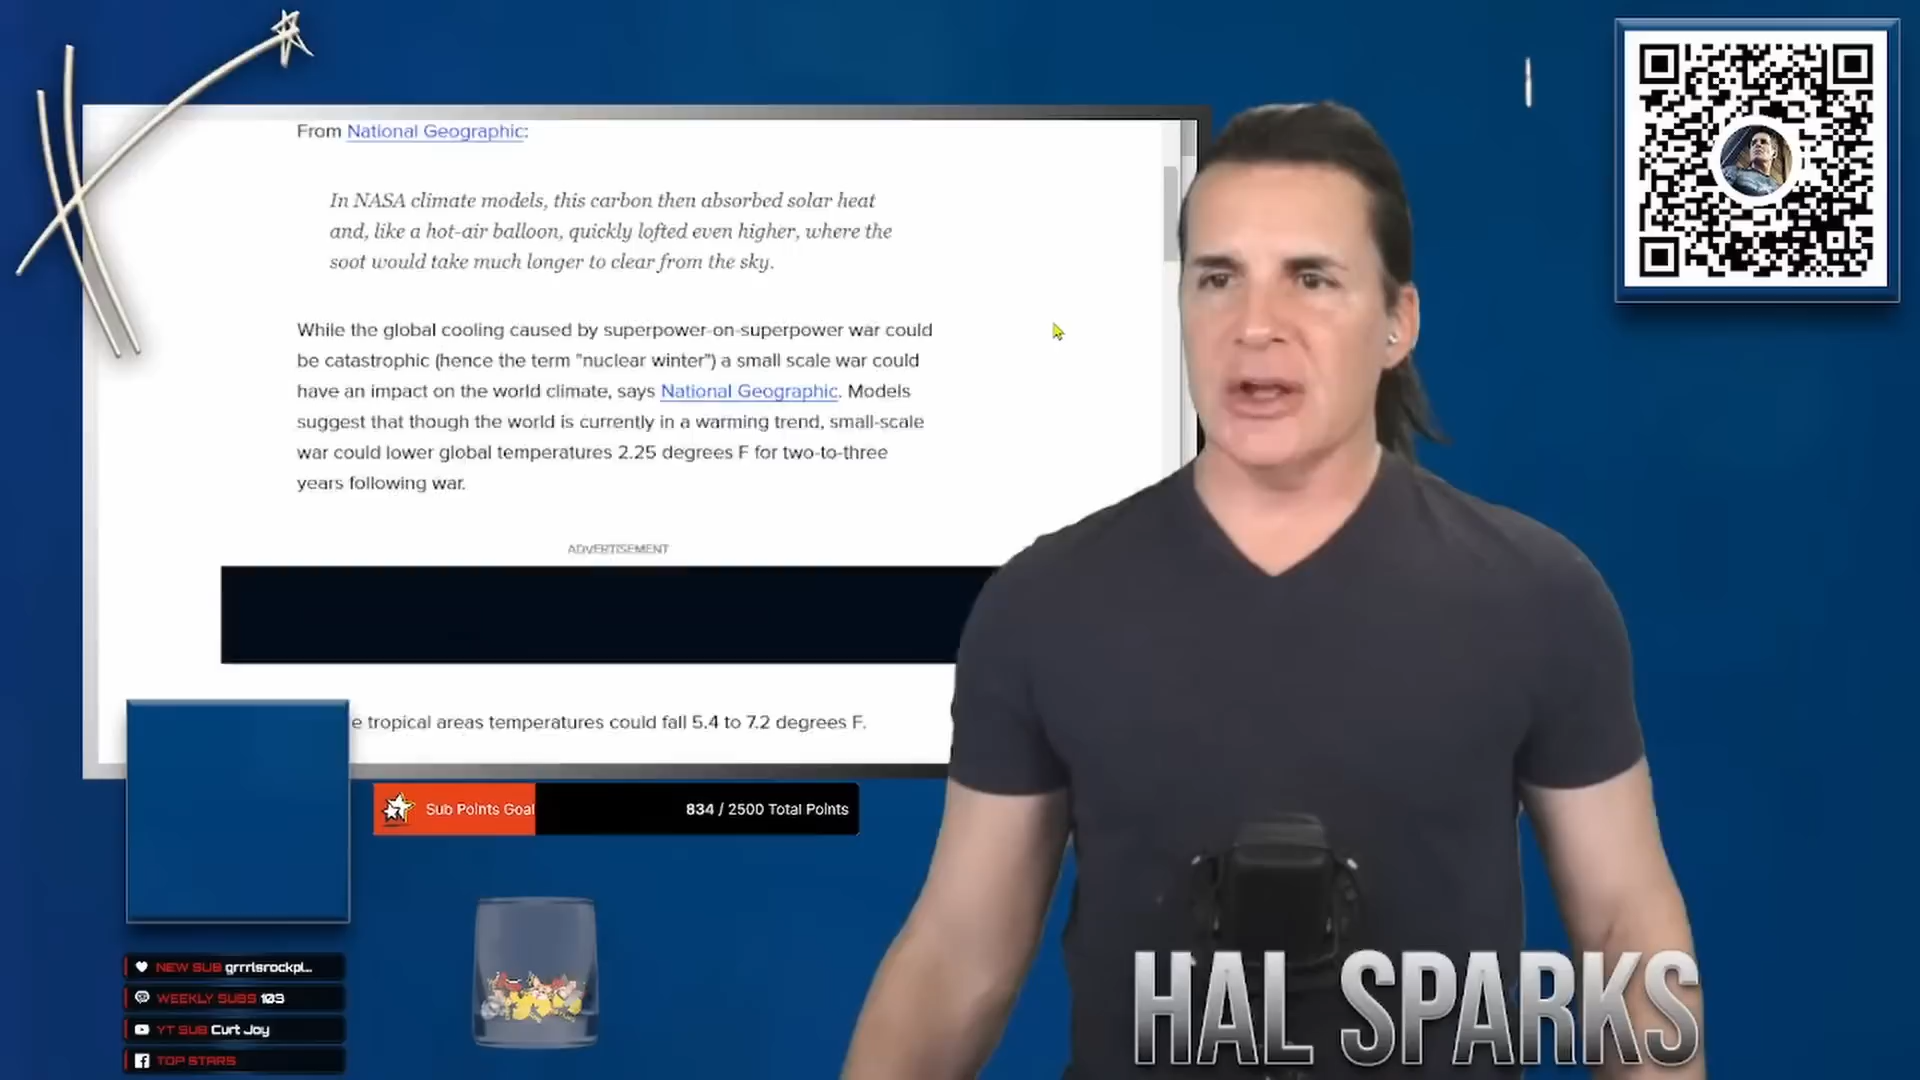 From National Geographic:
In NASA climate models, this carbon then absorbed solar heat
and, like a hot-air balloon, quickly lofted even higher, where the
soot would take much longer to clear from the sky.
While the global cooling caused by superpower-on-superpower war could
be catastrophic (hence the term "nuclear winter") a small scale war could
have an impact on the world climate, says National Geographic. Models
suggest that though the world is currently in a warming trend, small-scale
war could lower global temperatures 2.25 degrees F for two-to-three
years following war.
ADVERTISEMENT
e tropical areas temperatures could fall 5.4 to 7.2 degrees F.
Sub Points Goal 834 / 2500 Total Points
NEW SUB grrrlsrockpl...
WEEKLY SUBS 103
YT SUB Curt Joy
TOP STARS
HAL SPARKS